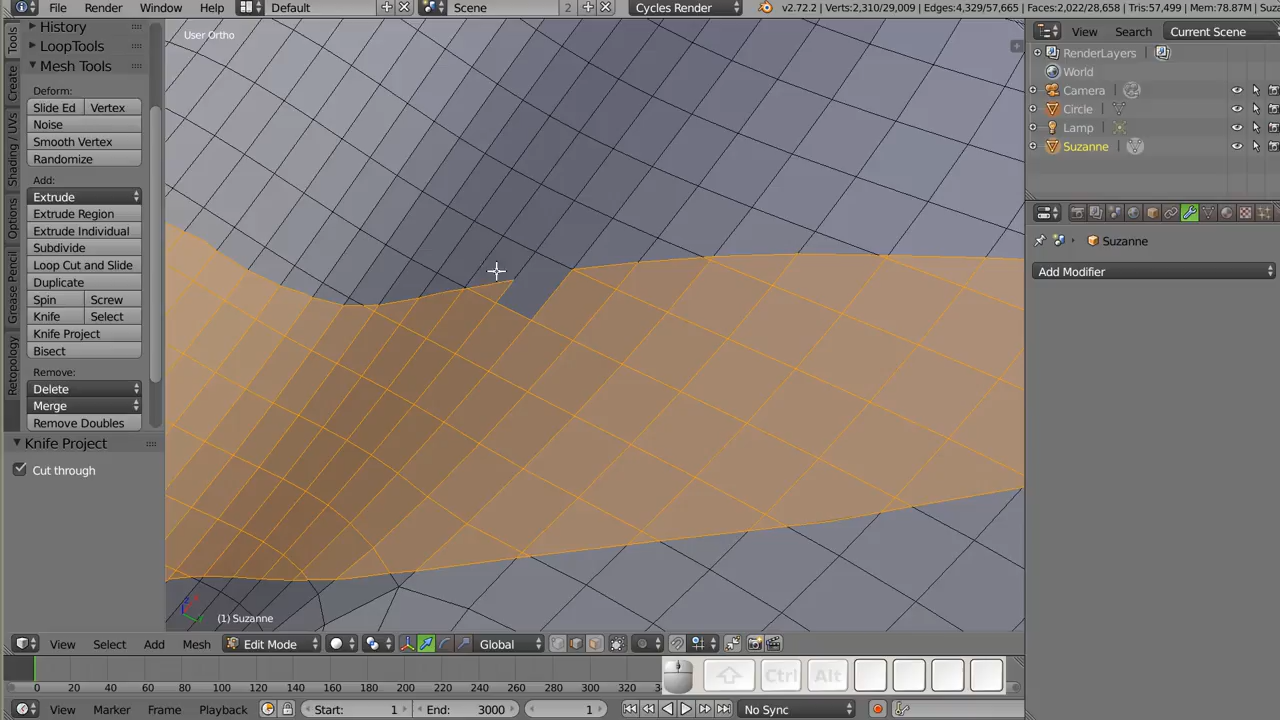 File Render Window Help Default Scene 2 Cycles Render v2.72.2 | Verts:2,310/29,009 | Edges:4,329/57,665 | Faces:2,022/28,658 | Tris:57,499 | Mem:78.87M | Suz
Tools
Create
Shading / UVs
Options
Grease Pencil
Retopology
History
LoopTools
Mesh Tools
Deform:
Slide Ed Vertex
Noise
Smooth Vertex
Randomize
Add:
Extrude
Extrude Region
Extrude Individual
Subdivide
Loop Cut and Slide
Duplicate
Spin Screw
Knife Select
Knife Project
Bisect
Remove:
Delete
Merge
Remove Doubles
Knife Project
Cut through
User Ortho
(1) Suzanne
View Search Current Scene
RenderLayers
World
Camera
Circle
Lamp
Suzanne
Suzanne
Add Modifier
View Select Add Mesh Edit Mode Global
Ctrl Alt
0 20 40 60 80 100 120 140 160 180 200 220 240 260 280 300 320
View Marker Frame Playback Start: 1 End: 3000 1 No Sync